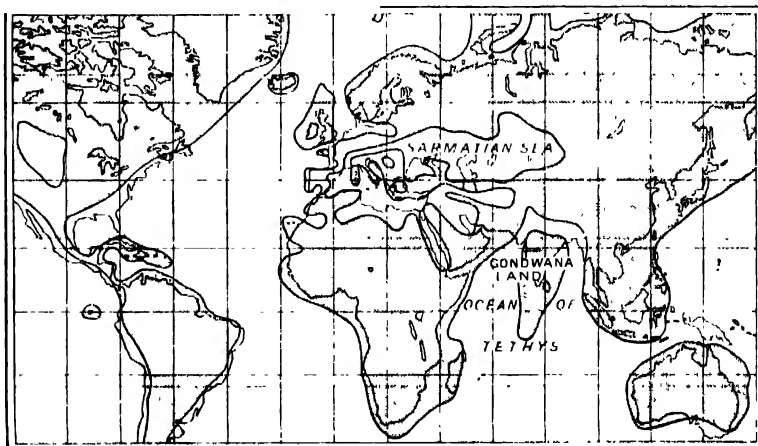 SARMATIAN SEA
GONDWANA
LAND
OCEAN OF
TETHYS